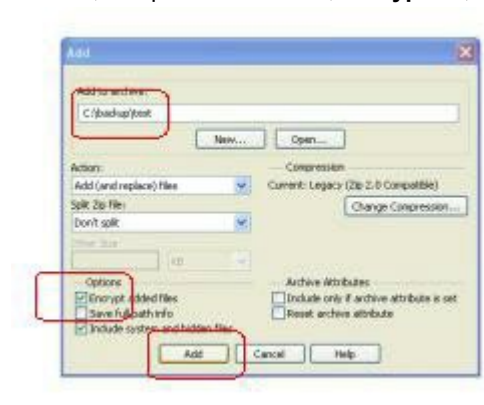 Add
Add to archive:
C:\backup\test
New... Open...
Action: Compression
Add (and replace) files Current: Legacy (Zip 2.0 Compatible)
Split Zip file: Change Compression...
Don't split
KB
Options Archive Attributes
Encrypt added files Include only if archive attribute is set
Save full path info Reset archive attribute
Include system and hidden files
Add Cancel Help